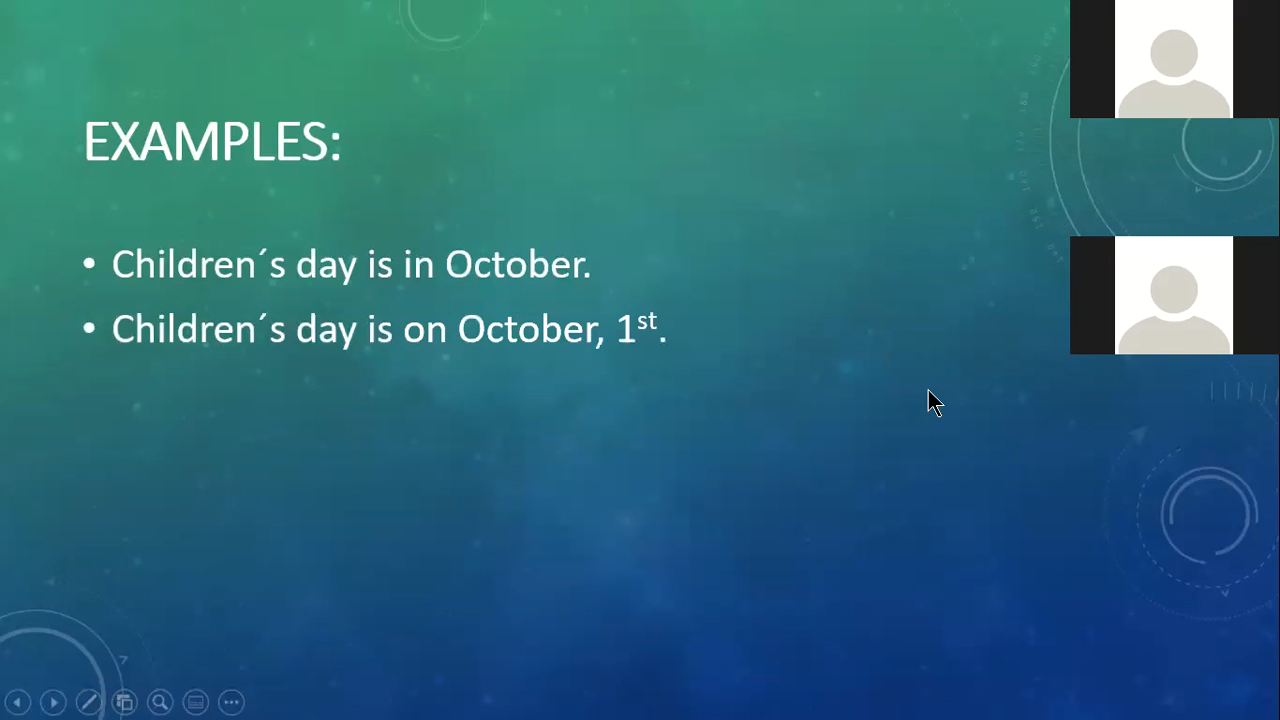 EXAMPLES:
• Children´s day is in October.
• Children´s day is on October, 1st.